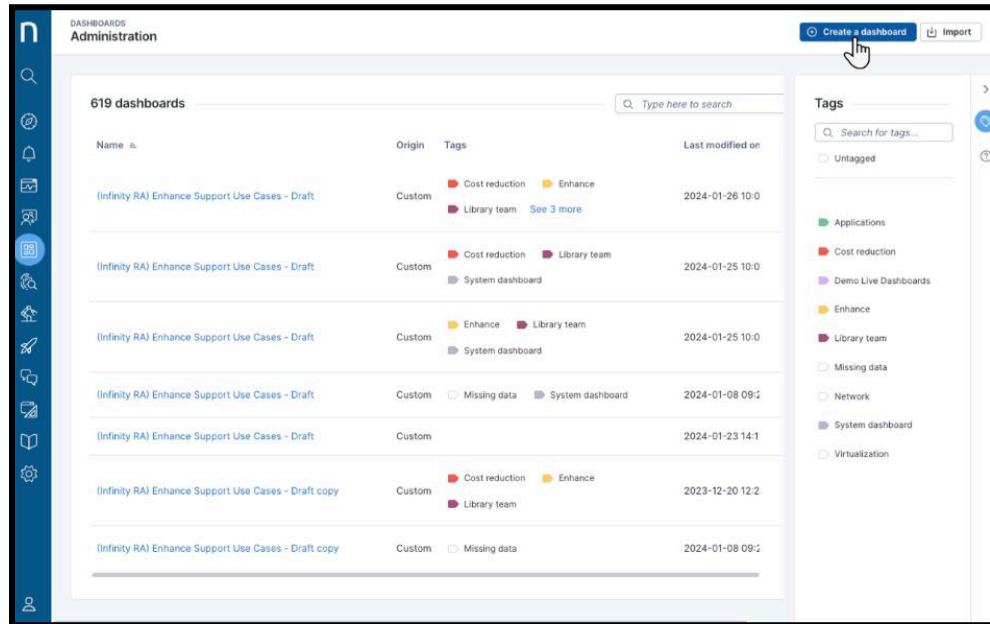 DASHBOARDS
Administration
Create a dashboard
Import
619 dashboards
Type here to search
Name
Origin
Tags
Last modified on
(Infinity RA) Enhance Support Use Cases - Draft
Custom
Cost reduction
Enhance
Library team
See 3 more
2024-01-26 10:0
(Infinity RA) Enhance Support Use Cases - Draft
Custom
Cost reduction
Library team
System dashboard
2024-01-25 10:0
(Infinity RA) Enhance Support Use Cases - Draft
Custom
Enhance
Library team
System dashboard
2024-01-25 10:0
(Infinity RA) Enhance Support Use Cases - Draft
Custom
Missing data
System dashboard
2024-01-08 09:2
(Infinity RA) Enhance Support Use Cases - Draft
Custom
2024-01-23 14:1
(Infinity RA) Enhance Support Use Cases - Draft copy
Custom
Cost reduction
Enhance
Library team
2023-12-20 12:2
(Infinity RA) Enhance Support Use Cases - Draft copy
Custom
Missing data
2024-01-08 09:2
Tags
Search for tags...
Untagged
Applications
Cost reduction
Demo Live Dashboards
Enhance
Library team
Missing data
Network
System dashboard
Virtualization